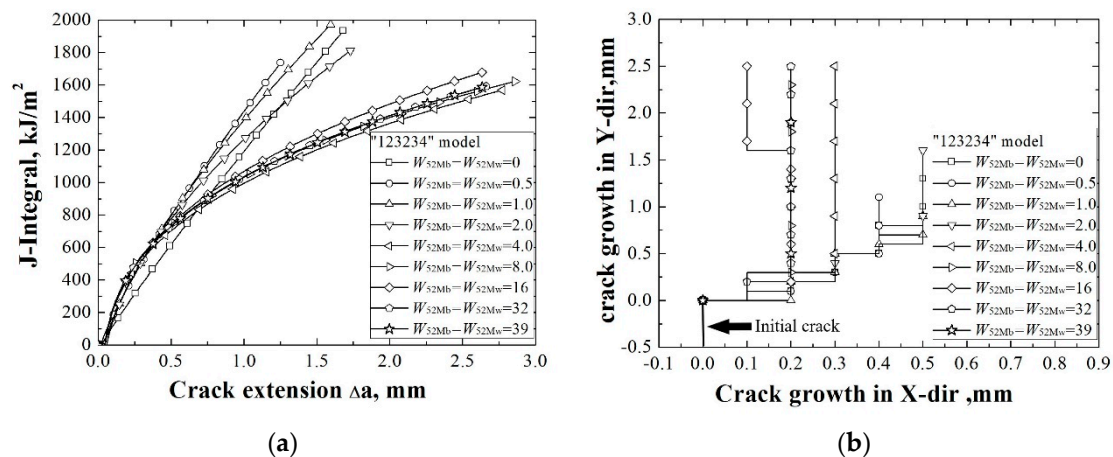 (a)
2000
1800
1600
1400
1200
1000
800
600
400
200
0
J-Integral, kJ/m²
"123234" model
W52Mb−W52Mw=0
W52Mb=W52Mw=0.5
W52Mb−W52Mw=1.0
W52Mb−W52Mw=2.0
W52Mb=W52Mw=4.0
W52Mb−W52Mw=8.0
W52Mb=W52Mw=16
W52Mb−W52Mw=32
W52Mb−W52Mw=39
0.0 0.5 1.0 1.5 2.0 2.5 3.0
Crack extension Δa, mm
(b)
3.0
2.5
2.0
1.5
1.0
0.5
0.0
-0.5
crack growth in Y-dir,mm
"123234" model
W52Mb−W52Mw=0
W52Mb−W52Mw=0.5
W52Mb−W52Mw=1.0
W52Mb−W52Mw=2.0
W52Mb−W52Mw=4.0
W52Mb−W52Mw=8.0
W52Mb−W52Mw=16
W52Mb−W52Mw=32
W52Mb−W52Mw=39
Initial crack
-0.1 0.0 0.1 0.2 0.3 0.4 0.5 0.6 0.7 0.8 0.9
Crack growth in X-dir ,mm